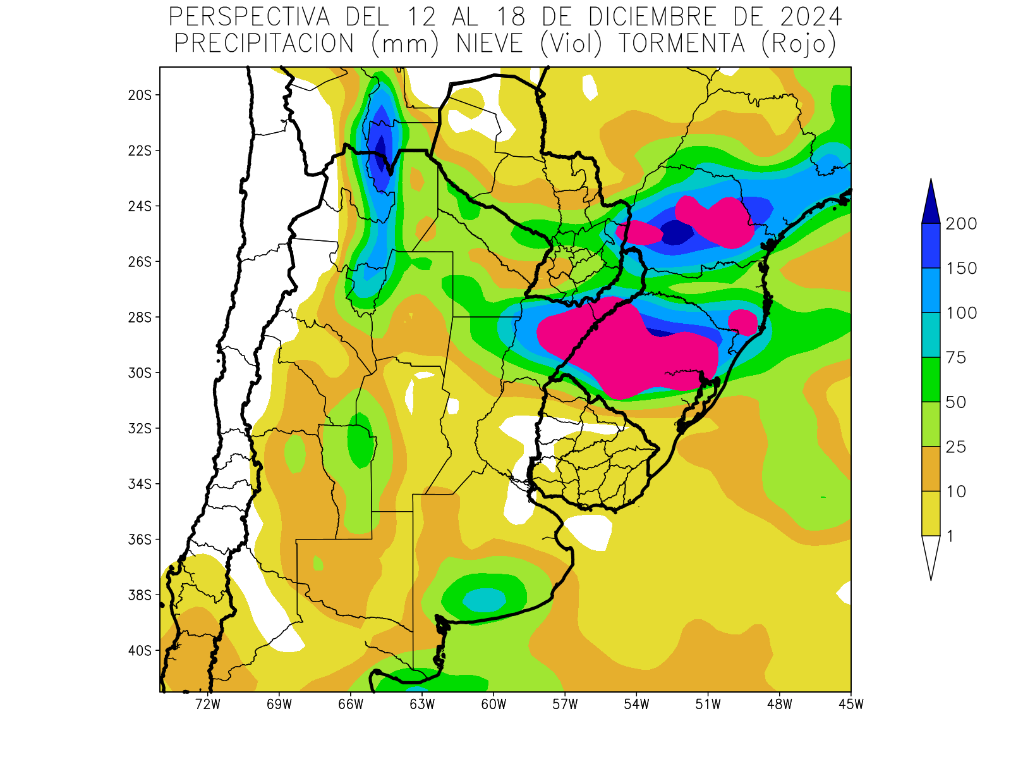 PERSPECTIVA DEL 12 AL 18 DE DICIEMBRE DE 2024
PRECIPITACION (mm) NIEVE (Viol) TORMENTA (Rojo)
20S
22S
24S
26S
28S
30S
32S
34S
36S
38S
40S
72W 69W 66W 63W 60W 57W 54W 51W 48W 45W
200
150
100
75
50
25
10
1